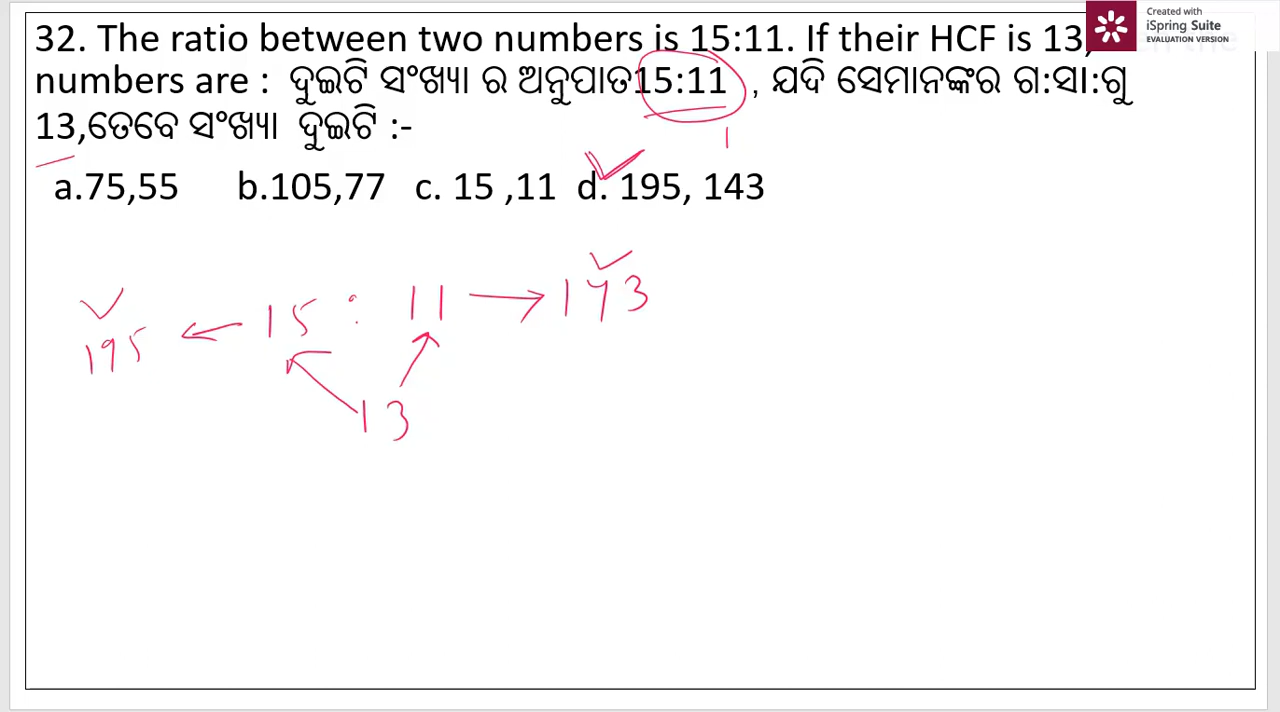 Created with
iSpring Suite
EVALUATION VERSION
32. The ratio between two numbers is 15:11. If their HCF is 13,
numbers are : ଦୁଇଟି ସଂଖ୍ୟା ର ଅନୁପାତ15:11 , ଯଦି ସେମାନଙ୍କର ଗ:ସା:ଗୁ
13,ତେବେ ସଂଖ୍ୟା ଦୁଇଟି :-
a.75,55 b.105,77 c. 15 ,11 d. 195, 143
195 ← 15 : 11 → 143
13